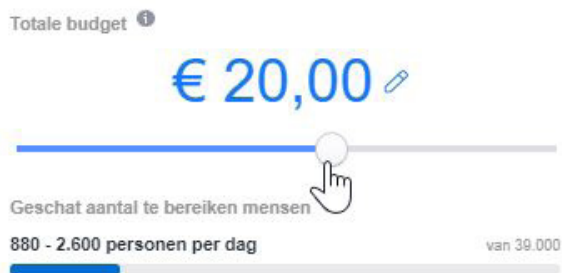 Totale budget
€ 20,00
Geschat aantal te bereiken mensen
880 - 2.600 personen per dag van 39.000